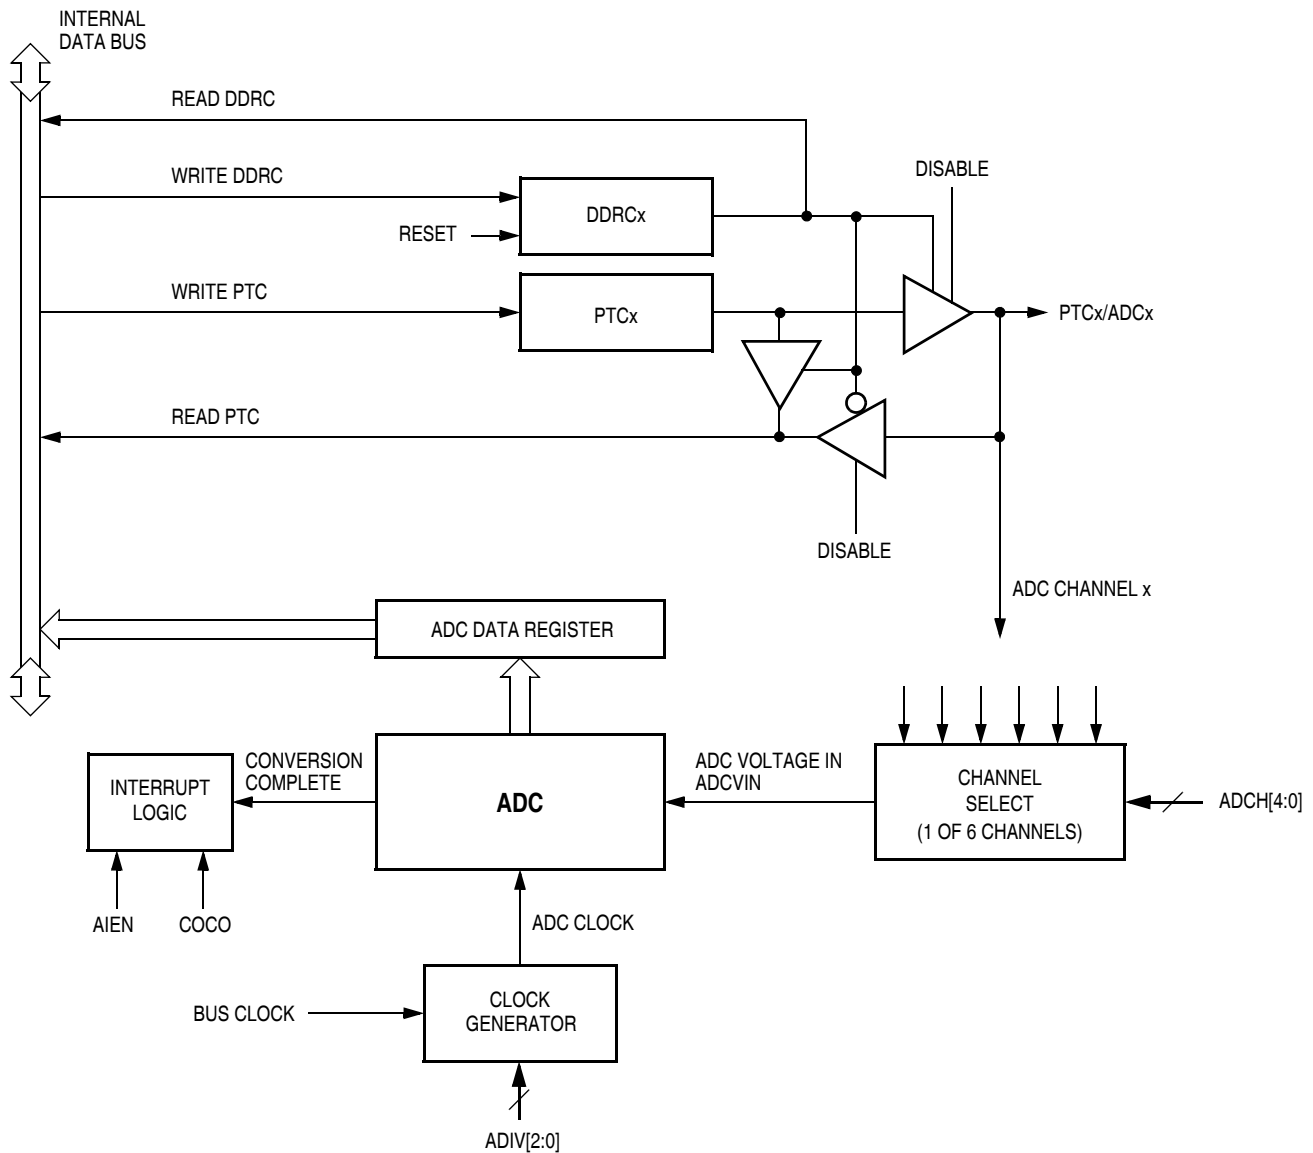 INTERNAL
DATA BUS
READ DDRC
WRITE DDRC
DISABLE
DDRCx
RESET
WRITE PTC
PTCx
PTCx/ADCx
READ PTC
DISABLE
ADC CHANNEL x
ADC DATA REGISTER
INTERRUPT
LOGIC
CONVERSION
COMPLETE
ADC
ADC VOLTAGE IN
ADCVIN
CHANNEL
SELECT
(1 OF 6 CHANNELS)
ADCH[4:0]
AIEN
COCO
ADC CLOCK
BUS CLOCK
CLOCK
GENERATOR
ADIV[2:0]